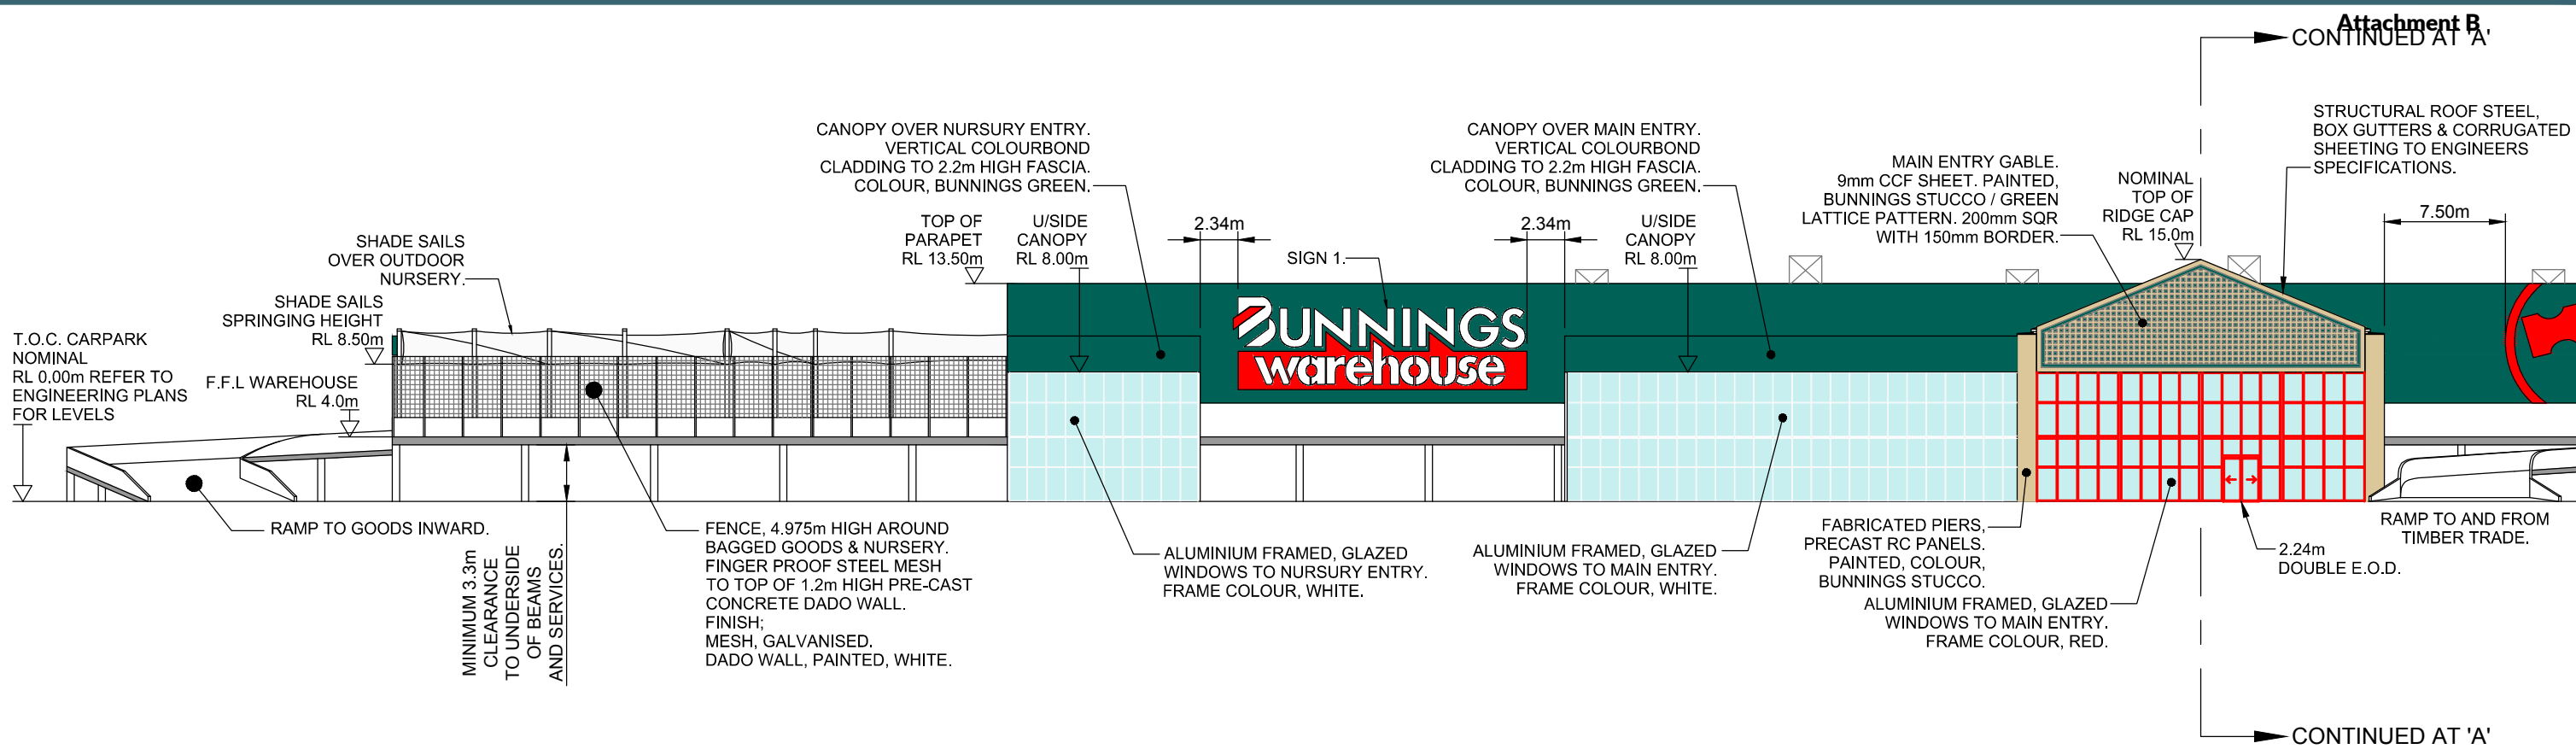 Attachment B
CONTINUED AT 'A'
STRUCTURAL ROOF STEEL,
BOX GUTTERS & CORRUGATED
SHEETING TO ENGINEERS
SPECIFICATIONS.
CANOPY OVER NURSURY ENTRY.
VERTICAL COLOURBOND
CLADDING TO 2.2m HIGH FASCIA.
COLOUR, BUNNINGS GREEN.
CANOPY OVER MAIN ENTRY.
VERTICAL COLOURBOND
CLADDING TO 2.2m HIGH FASCIA.
COLOUR, BUNNINGS GREEN.
MAIN ENTRY GABLE.
9mm CCF SHEET. PAINTED,
BUNNINGS STUCCO / GREEN
LATTICE PATTERN. 200mm SQR
WITH 150mm BORDER.
NOMINAL
TOP OF
RIDGE CAP
RL 15.0m
7.50m
TOP OF
PARAPET
RL 13.50m
U/SIDE
CANOPY
RL 8.00m
2.34m
SIGN 1.
2.34m
U/SIDE
CANOPY
RL 8.00m
SHADE SAILS
OVER OUTDOOR
NURSERY.
SHADE SAILS
SPRINGING HEIGHT
RL 8.50m
T.O.C. CARPARK
NOMINAL
RL 0.00m REFER TO
ENGINEERING PLANS
FOR LEVELS
F.F.L WAREHOUSE
RL 4.0m
BUNNINGS
warehouse
RAMP TO GOODS INWARD.
MINIMUM 3.3m
CLEARANCE
TO UNDERSIDE
OF BEAMS
AND SERVICES.
FENCE, 4.975m HIGH AROUND
BAGGED GOODS & NURSERY.
FINGER PROOF STEEL MESH
TO TOP OF 1.2m HIGH PRE-CAST
CONCRETE DADO WALL.
FINISH;
MESH, GALVANISED.
DADO WALL, PAINTED, WHITE.
ALUMINIUM FRAMED, GLAZED
WINDOWS TO NURSURY ENTRY.
FRAME COLOUR, WHITE.
ALUMINIUM FRAMED, GLAZED
WINDOWS TO MAIN ENTRY.
FRAME COLOUR, WHITE.
FABRICATED PIERS,
PRECAST RC PANELS.
PAINTED, COLOUR,
BUNNINGS STUCCO.
ALUMINIUM FRAMED, GLAZED
WINDOWS TO MAIN ENTRY.
FRAME COLOUR, RED.
2.24m
DOUBLE E.O.D.
RAMP TO AND FROM
TIMBER TRADE.
CONTINUED AT 'A'